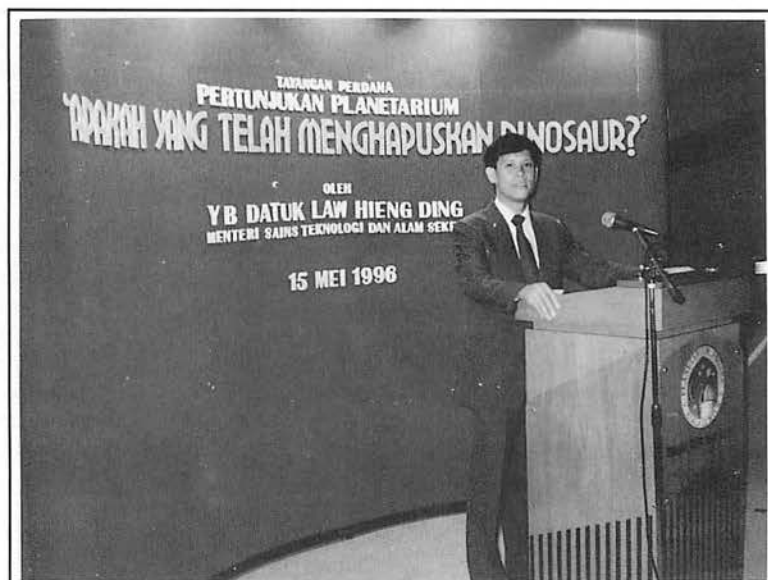 TAYANGAN PERDANA
PERTUNJUKAN PLANETARIUM
'APAKAH YANG TELAH MENGHAPUSKAN DINOSAUR?'
OLEH
YB DATUK LAW HIENG DING
MENTERI SAINS TEKNOLOGI DAN ALAM SEKI
15 MEI 1996